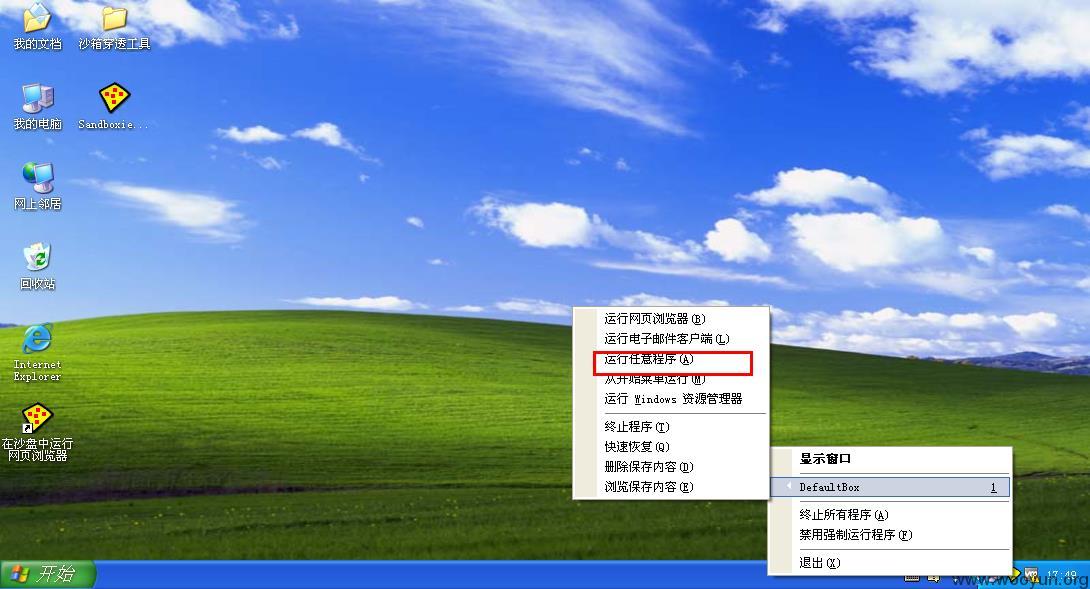 我的文档
沙箱穿透工具
我的电脑
Sandboxie...
网上邻居
回收站
Internet
Explorer
在沙盘中运行
网页浏览器
运行网页浏览器(B)
运行电子邮件客户端(L)
运行任意程序(A)
从开始菜单运行(M)
运行 Windows 资源管理器
终止程序(T)
快速恢复(Q)
删除保存内容(D)
浏览保存内容(E)
显示窗口
DefaultBox 1
终止所有程序(A)
禁用强制运行程序(F)
退出(X)
开始
17:49
www.wooyun.org